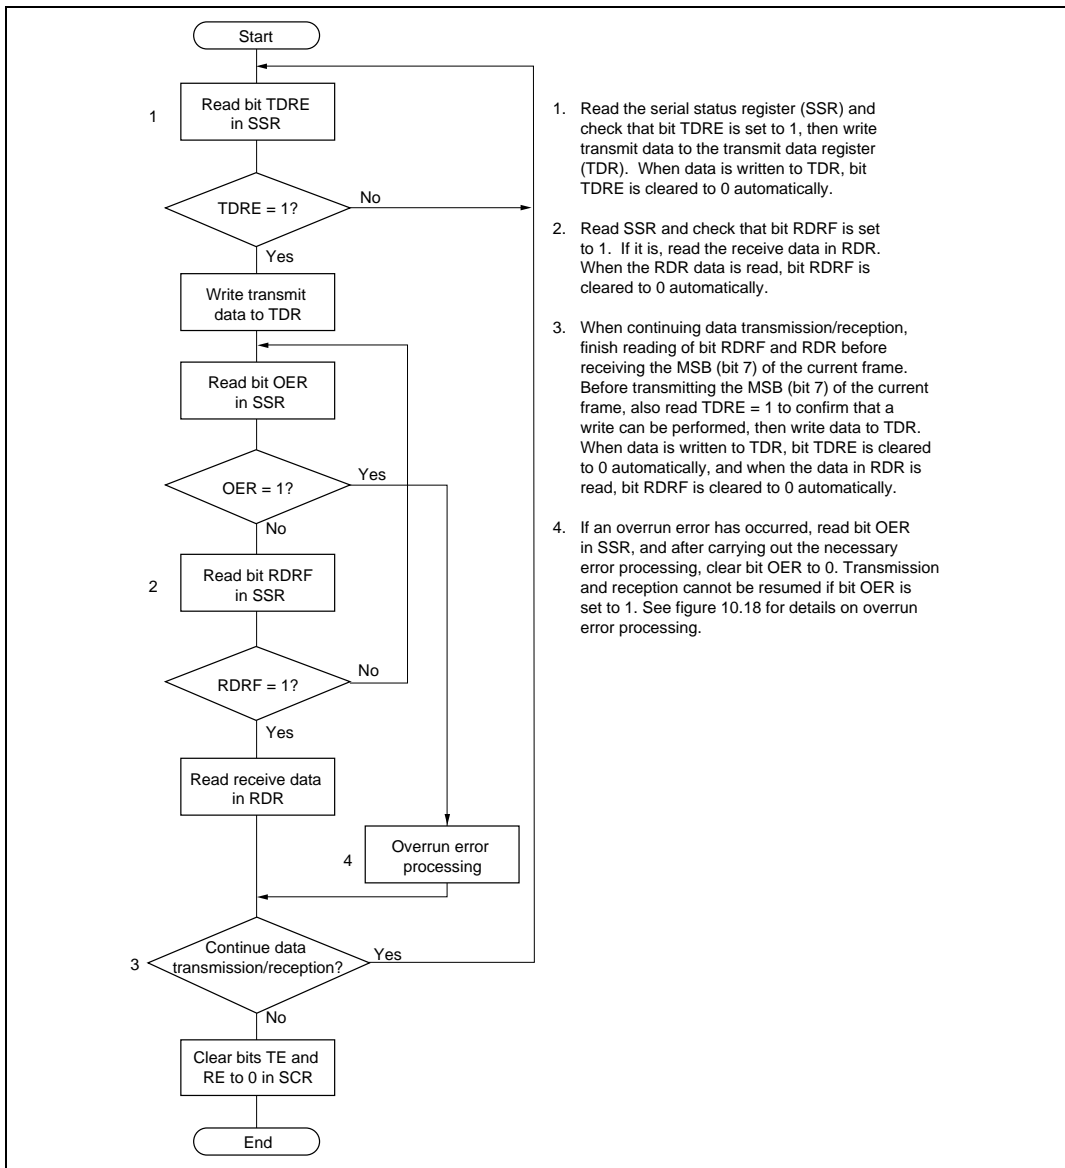 Start
1
Read bit TDRE
in SSR
TDRE = 1?
No
Yes
Write transmit
data to TDR
Read bit OER
in SSR
OER = 1?
Yes
No
2
Read bit RDRF
in SSR
RDRF = 1?
No
Yes
Read receive data
in RDR
4
Overrun error
processing
3
Continue data
transmission/reception?
Yes
No
Clear bits TE and
RE to 0 in SCR
End
1. Read the serial status register (SSR) and
check that bit TDRE is set to 1, then write
transmit data to the transmit data register
(TDR). When data is written to TDR, bit
TDRE is cleared to 0 automatically.
2. Read SSR and check that bit RDRF is set
to 1. If it is, read the receive data in RDR.
When the RDR data is read, bit RDRF is
cleared to 0 automatically.
3. When continuing data transmission/reception,
finish reading of bit RDRF and RDR before
receiving the MSB (bit 7) of the current frame.
Before transmitting the MSB (bit 7) of the current
frame, also read TDRE = 1 to confirm that a
write can be performed, then write data to TDR.
When data is written to TDR, bit TDRE is cleared
to 0 automatically, and when the data in RDR is
read, bit RDRF is cleared to 0 automatically.
4. If an overrun error has occurred, read bit OER
in SSR, and after carrying out the necessary
error processing, clear bit OER to 0. Transmission
and reception cannot be resumed if bit OER is
set to 1. See figure 10.18 for details on overrun
error processing.